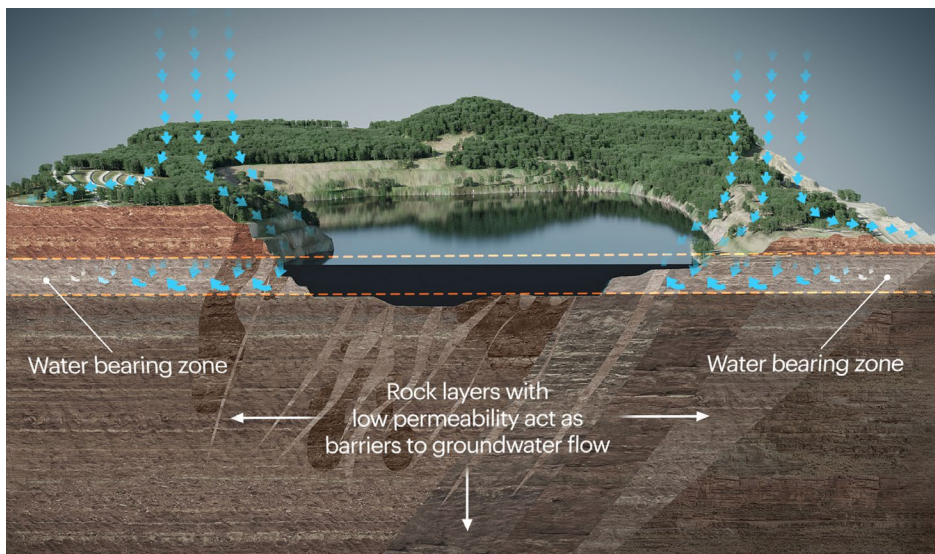 Water bearing zone
Water bearing zone
Rock layers with
low permeability act as
barriers to groundwater flow